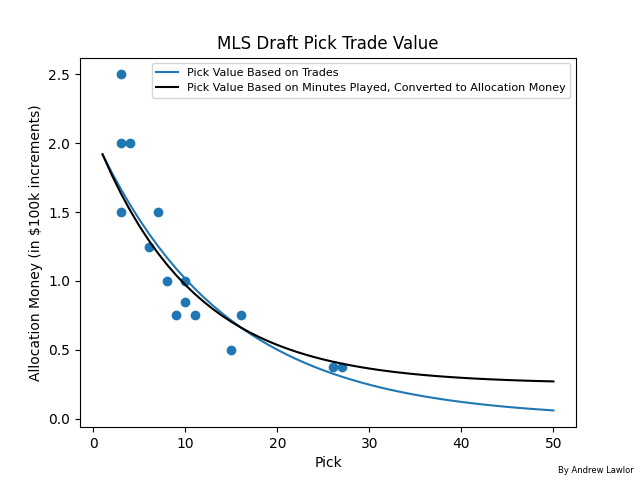 MLS Draft Pick Trade Value
Pick Value Based on Trades
Pick Value Based on Minutes Played, Converted to Allocation Money
Allocation Money (in $100k increments)
2.5
2.0
1.5
1.0
0.5
0.0
0 10 20 30 40 50
Pick
By Andrew Lawlor